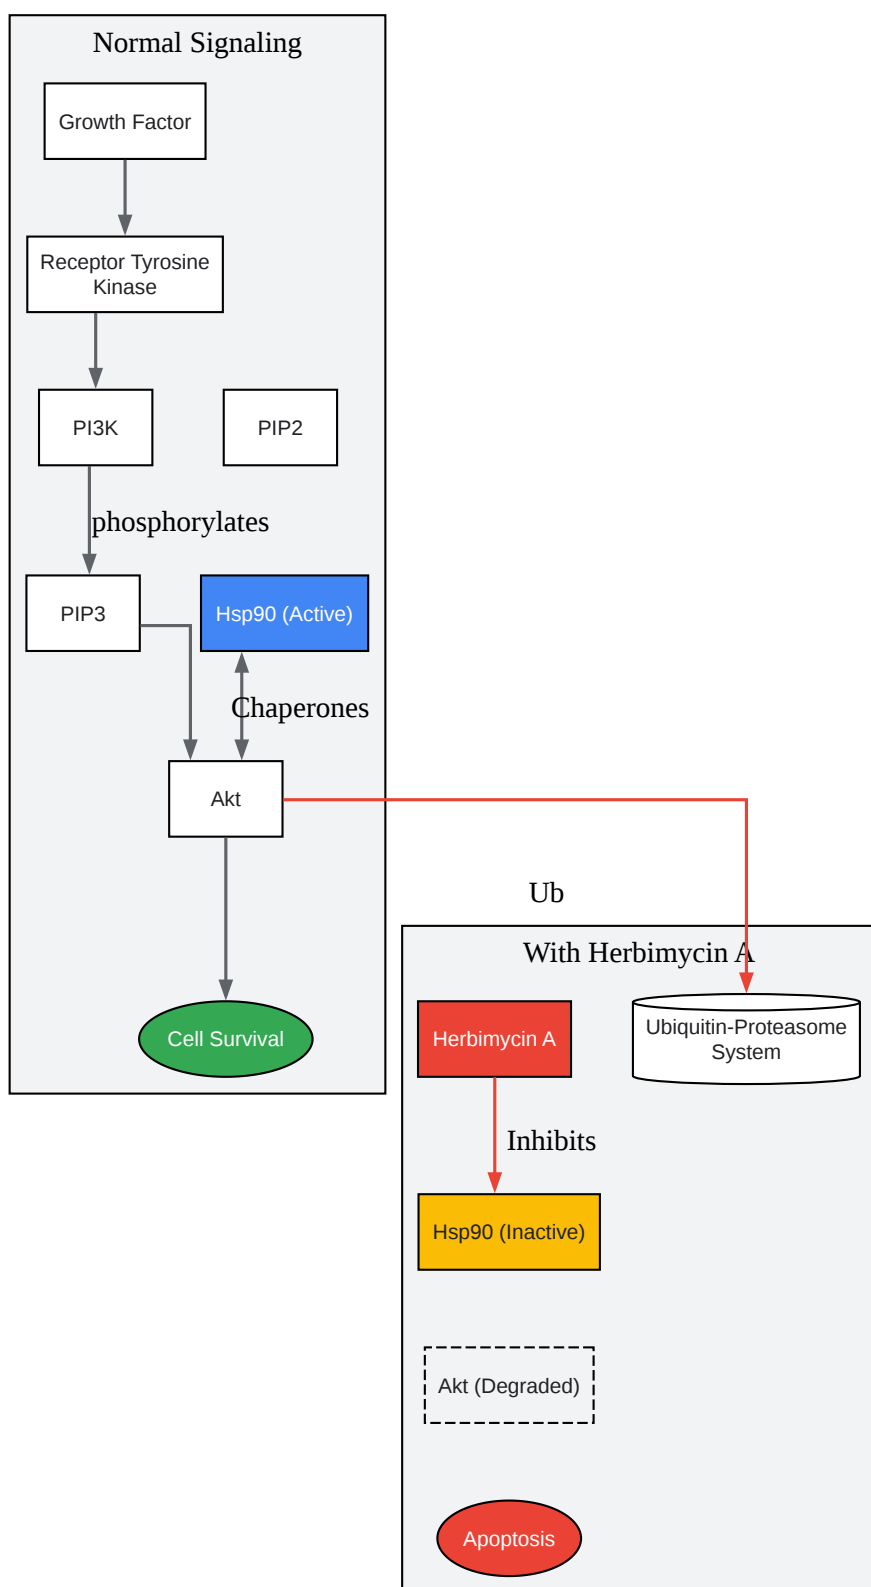 Normal Signaling
Growth Factor
Receptor Tyrosine
Kinase
PI3K
PIP2
phosphorylates
PIP3
Hsp90 (Active)
Chaperones
Akt
Ub
Cell Survival
With Herbimycin A
Herbimycin A
Ubiquitin-Proteasome
System
Inhibits
Hsp90 (Inactive)
Akt (Degraded)
Apoptosis